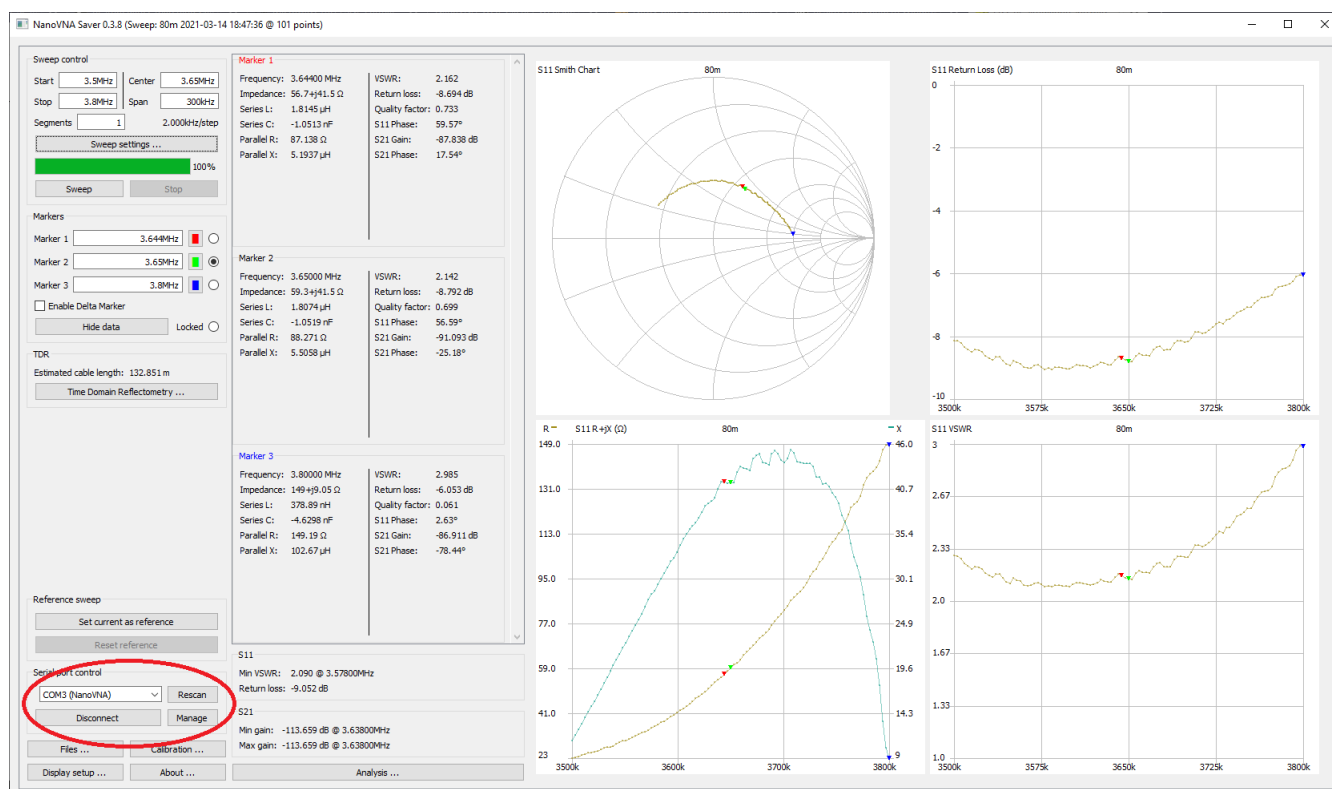 NanoVNA Saver 0.3.8 (Sweep: 80m 2021-03-14 18:47:36 @ 101 points)
Sweep control
Start 3.5MHz Center 3.65MHz
Stop 3.8MHz Span 300kHz
Segments 1 2.000kHz/step
Sweep settings ...
100%
Sweep Stop
Markers
Marker 1 3.644MHz
Marker 2 3.65MHz
Marker 3 3.8MHz
Enable Delta Marker
Hide data Locked
TDR
Estimated cable length: 132.851 m
Time Domain Reflectometry ...
Reference sweep
Set current as reference
Reset reference
Serial port control
COM3 (NanoVNA) Rescan
Disconnect Manage
Files ... Calibration ...
Display setup ... About ...
Marker 1
Frequency: 3.64400 MHz VSWR: 2.162
Impedance: 56.7+j41.5 Ω Return loss: -8.694 dB
Series L: 1.8145 µH Quality factor: 0.733
Series C: -1.0513 nF S11 Phase: 59.57°
Parallel R: 87.138 Ω S21 Gain: -87.838 dB
Parallel X: 5.1937 µH S21 Phase: 17.54°
Marker 2
Frequency: 3.65000 MHz VSWR: 2.142
Impedance: 59.3+j41.5 Ω Return loss: -8.792 dB
Series L: 1.8074 µH Quality factor: 0.699
Series C: -1.0519 nF S11 Phase: 56.59°
Parallel R: 88.271 Ω S21 Gain: -91.093 dB
Parallel X: 5.5058 µH S21 Phase: -25.18°
Marker 3
Frequency: 3.80000 MHz VSWR: 2.985
Impedance: 149+j9.05 Ω Return loss: -6.053 dB
Series L: 378.89 nH Quality factor: 0.061
Series C: -4.6298 nF S11 Phase: 2.63°
Parallel R: 149.19 Ω S21 Gain: -86.911 dB
Parallel X: 102.67 µH S21 Phase: -78.44°
S11
Min VSWR: 2.090 @ 3.57800MHz
Return loss: -9.052 dB
S21
Min gain: -113.659 dB @ 3.63800MHz
Max gain: -113.659 dB @ 3.63800MHz
Analysis ...
S11 Smith Chart 80m
S11 Return Loss (dB) 80m
0
-2
-4
-6
-8
-10
3500k 3575k 3650k 3725k 3800k
R S11 R+jX (Ω) 80m X
149.0 46.0
131.0 40.7
113.0 35.4
95.0 30.1
77.0 24.9
59.0 19.6
41.0 14.3
23 9
3500k 3600k 3700k 3800k
S11 VSWR 80m
3
2.67
2.33
2.0
1.67
1.33
1.0
3500k 3575k 3650k 3725k 3800k